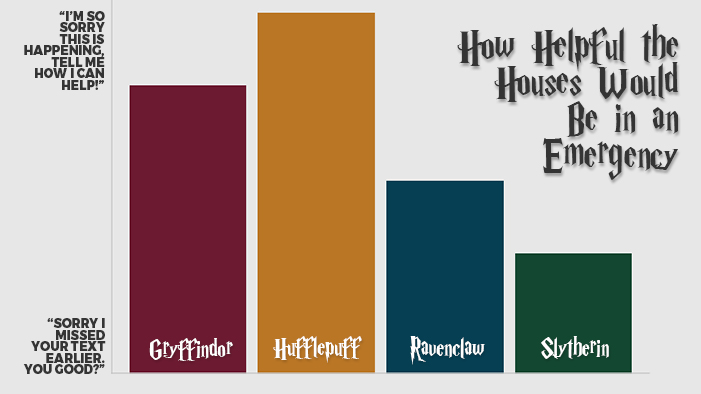 “I’M SO
SORRY
THIS IS
HAPPENING,
TELL ME
HOW I CAN
HELP!”
How Helpful the
Houses Would
Be in an
Emergency
“SORRY I
MISSED
YOUR TEXT
EARLIER.
YOU GOOD?”
Gryffindor
Hufflepuff
Ravenclaw
Slytherin